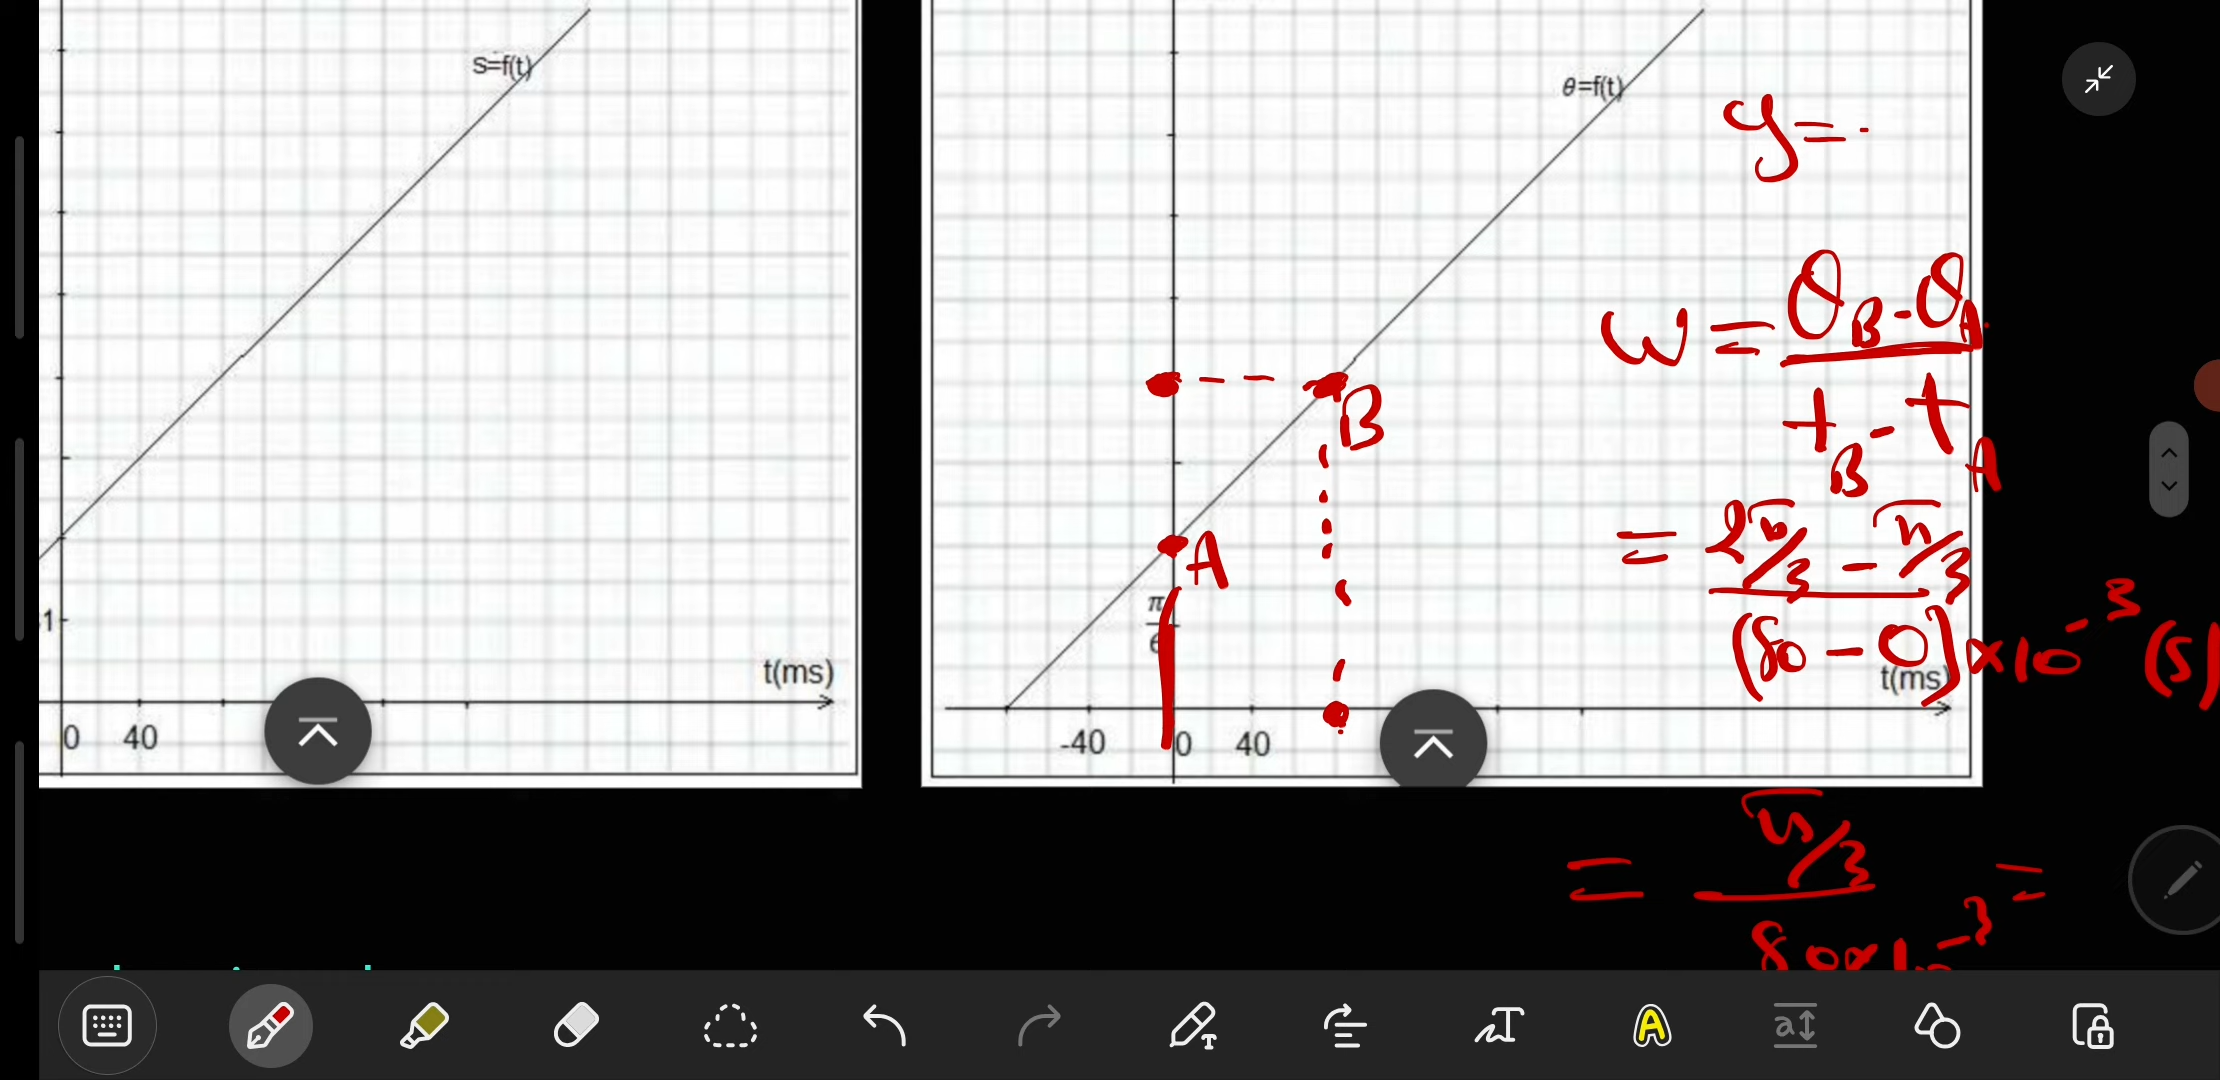 S=f(t)
1
t(ms)
0 40
θ=f(t)
y=
B
A
π
6
t(ms)
-40 0 40
ω = θB - θA
tB - tA
= 2π/3 - π/3
(80 - 0) ×10⁻³ (s)
= π/3 =
80×10⁻³